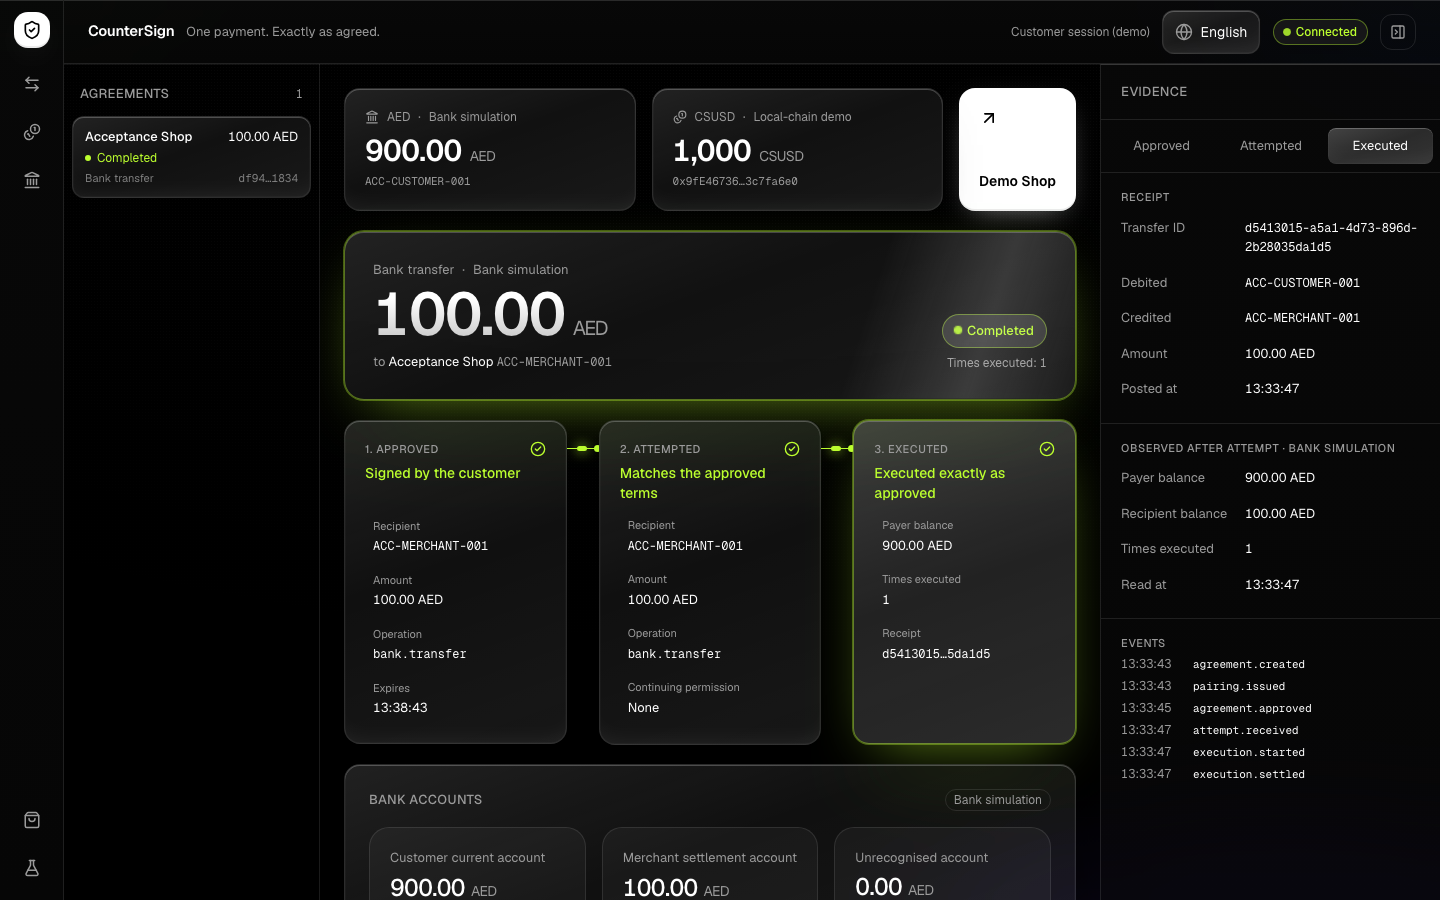 CounterSign One payment. Exactly as agreed.
Customer session (demo) English Connected
AGREEMENTS 1
Acceptance Shop 100.00 AED
Completed
Bank transfer df94…1834
AED · Bank simulation
900.00 AED
ACC-CUSTOMER-001
CSUSD · Local-chain demo
1,000 CSUSD
0x9fE46736…3c7fa6e0
Demo Shop
Bank transfer · Bank simulation
100.00 AED
to Acceptance Shop ACC-MERCHANT-001
Completed
Times executed: 1
1. APPROVED
Signed by the customer
Recipient
ACC-MERCHANT-001
Amount
100.00 AED
Operation
bank.transfer
Expires
13:38:43
2. ATTEMPTED
Matches the approved
terms
Recipient
ACC-MERCHANT-001
Amount
100.00 AED
Operation
bank.transfer
Continuing permission
None
3. EXECUTED
Executed exactly as
approved
Payer balance
900.00 AED
Times executed
1
Receipt
d5413015…5da1d5
BANK ACCOUNTS Bank simulation
Customer current account
900.00 AED
Merchant settlement account
100.00 AED
Unrecognised account
0.00 AED
EVIDENCE
Approved Attempted Executed
RECEIPT
Transfer ID d5413015-a5a1-4d73-896d-
2b28035da1d5
Debited ACC-CUSTOMER-001
Credited ACC-MERCHANT-001
Amount 100.00 AED
Posted at 13:33:47
OBSERVED AFTER ATTEMPT · BANK SIMULATION
Payer balance 900.00 AED
Recipient balance 100.00 AED
Times executed 1
Read at 13:33:47
EVENTS
13:33:43 agreement.created
13:33:43 pairing.issued
13:33:45 agreement.approved
13:33:47 attempt.received
13:33:47 execution.started
13:33:47 execution.settled